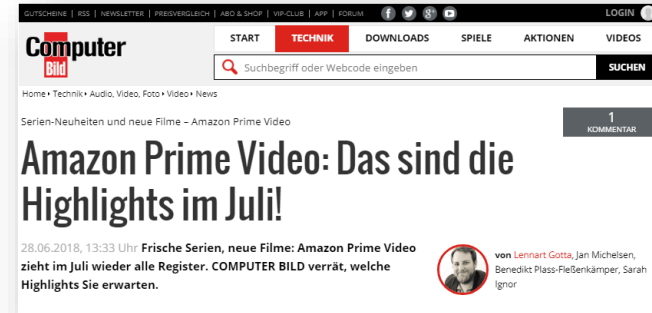 GUTSCHEINE | RSS | NEWSLETTER | PREISVERGLEICH | ABO & SHOP | VIP-CLUB | APP | FORUM LOGIN
Computer
Bild
START TECHNIK DOWNLOADS SPIELE AKTIONEN VIDEOS
Suchbegriff oder Webcode eingeben SUCHEN
Home › Technik › Audio, Video, Foto › Video › News
Serien-Neuheiten und neue Filme – Amazon Prime Video
1
KOMMENTAR
Amazon Prime Video: Das sind die
Highlights im Juli!
28.06.2018, 13:33 Uhr Frische Serien, neue Filme: Amazon Prime Video
zieht im Juli wieder alle Register. COMPUTER BILD verrät, welche
Highlights Sie erwarten.
von Lennart Gotta, Jan Michelsen,
Benedikt Plass-Fleßenkämper, Sarah
Ignor